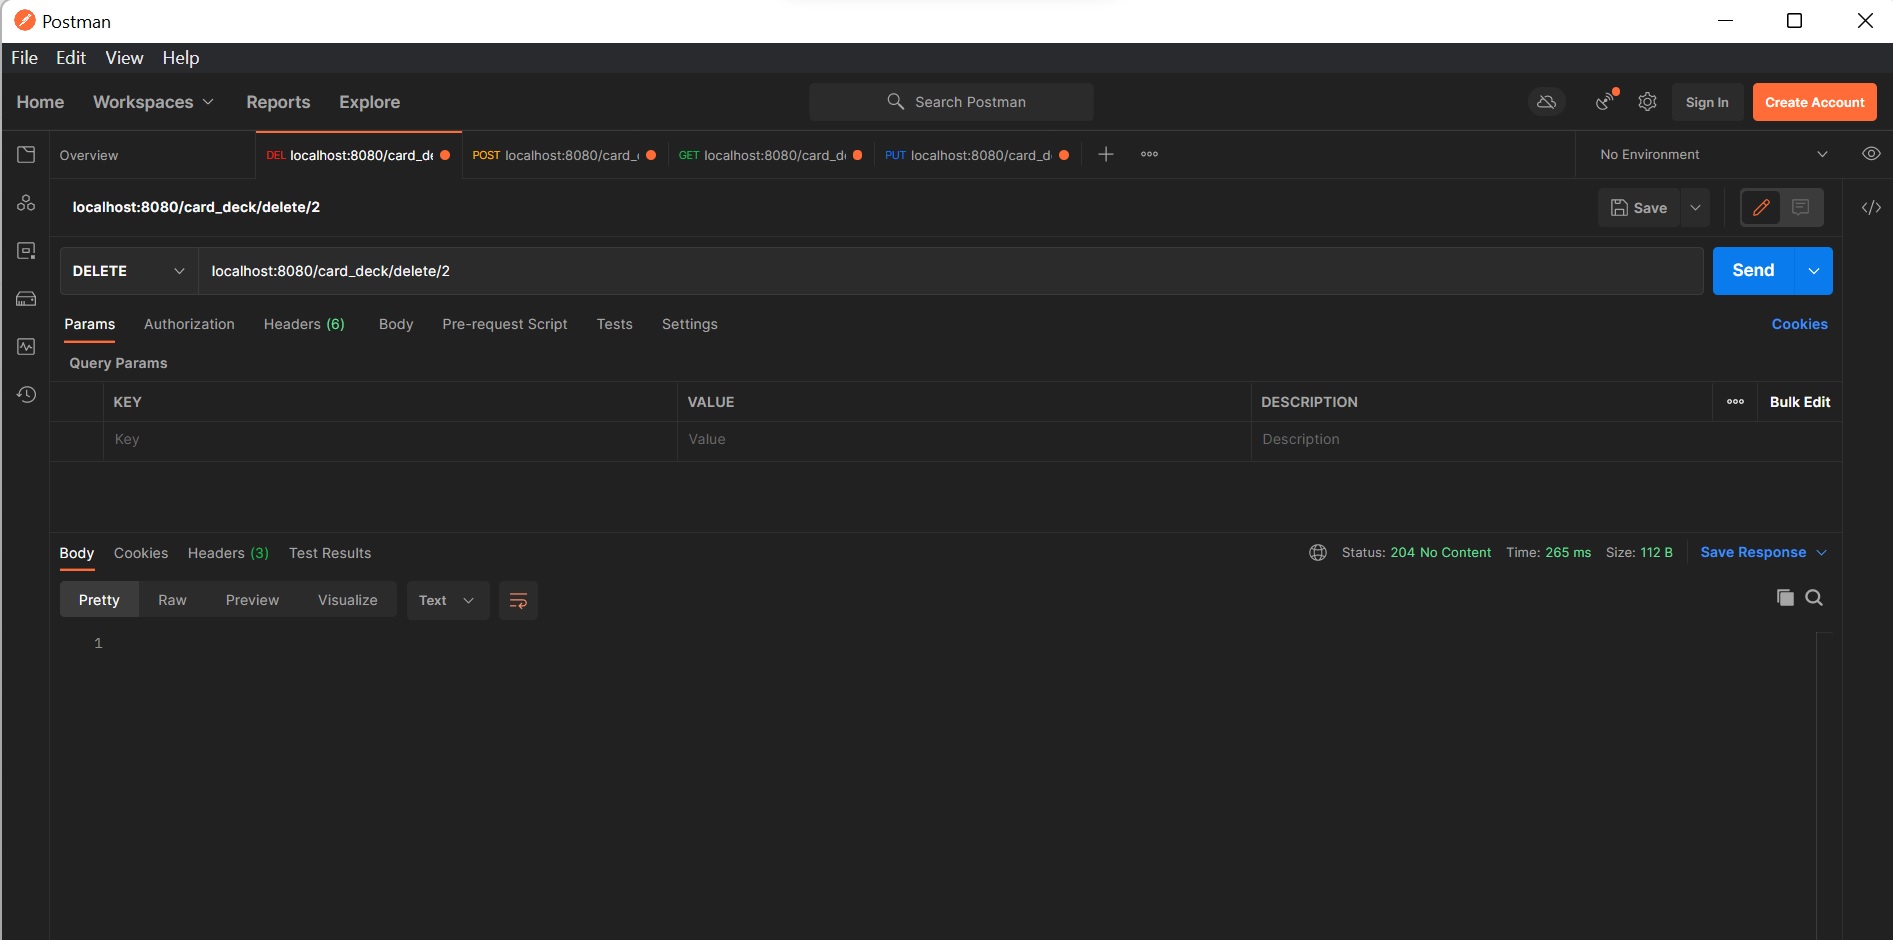 Postman
File Edit View Help
Home Workspaces Reports Explore Search Postman Sign In Create Account
Overview DEL localhost:8080/card_de POST localhost:8080/card_ GET localhost:8080/card_d PUT localhost:8080/card_d No Environment
localhost:8080/card_deck/delete/2 Save
DELETE localhost:8080/card_deck/delete/2 Send
Params Authorization Headers (6) Body Pre-request Script Tests Settings Cookies
Query Params
KEY VALUE DESCRIPTION Bulk Edit
Key Value Description
Body Cookies Headers (3) Test Results Status: 204 No Content Time: 265 ms Size: 112 B Save Response
Pretty Raw Preview Visualize Text
1